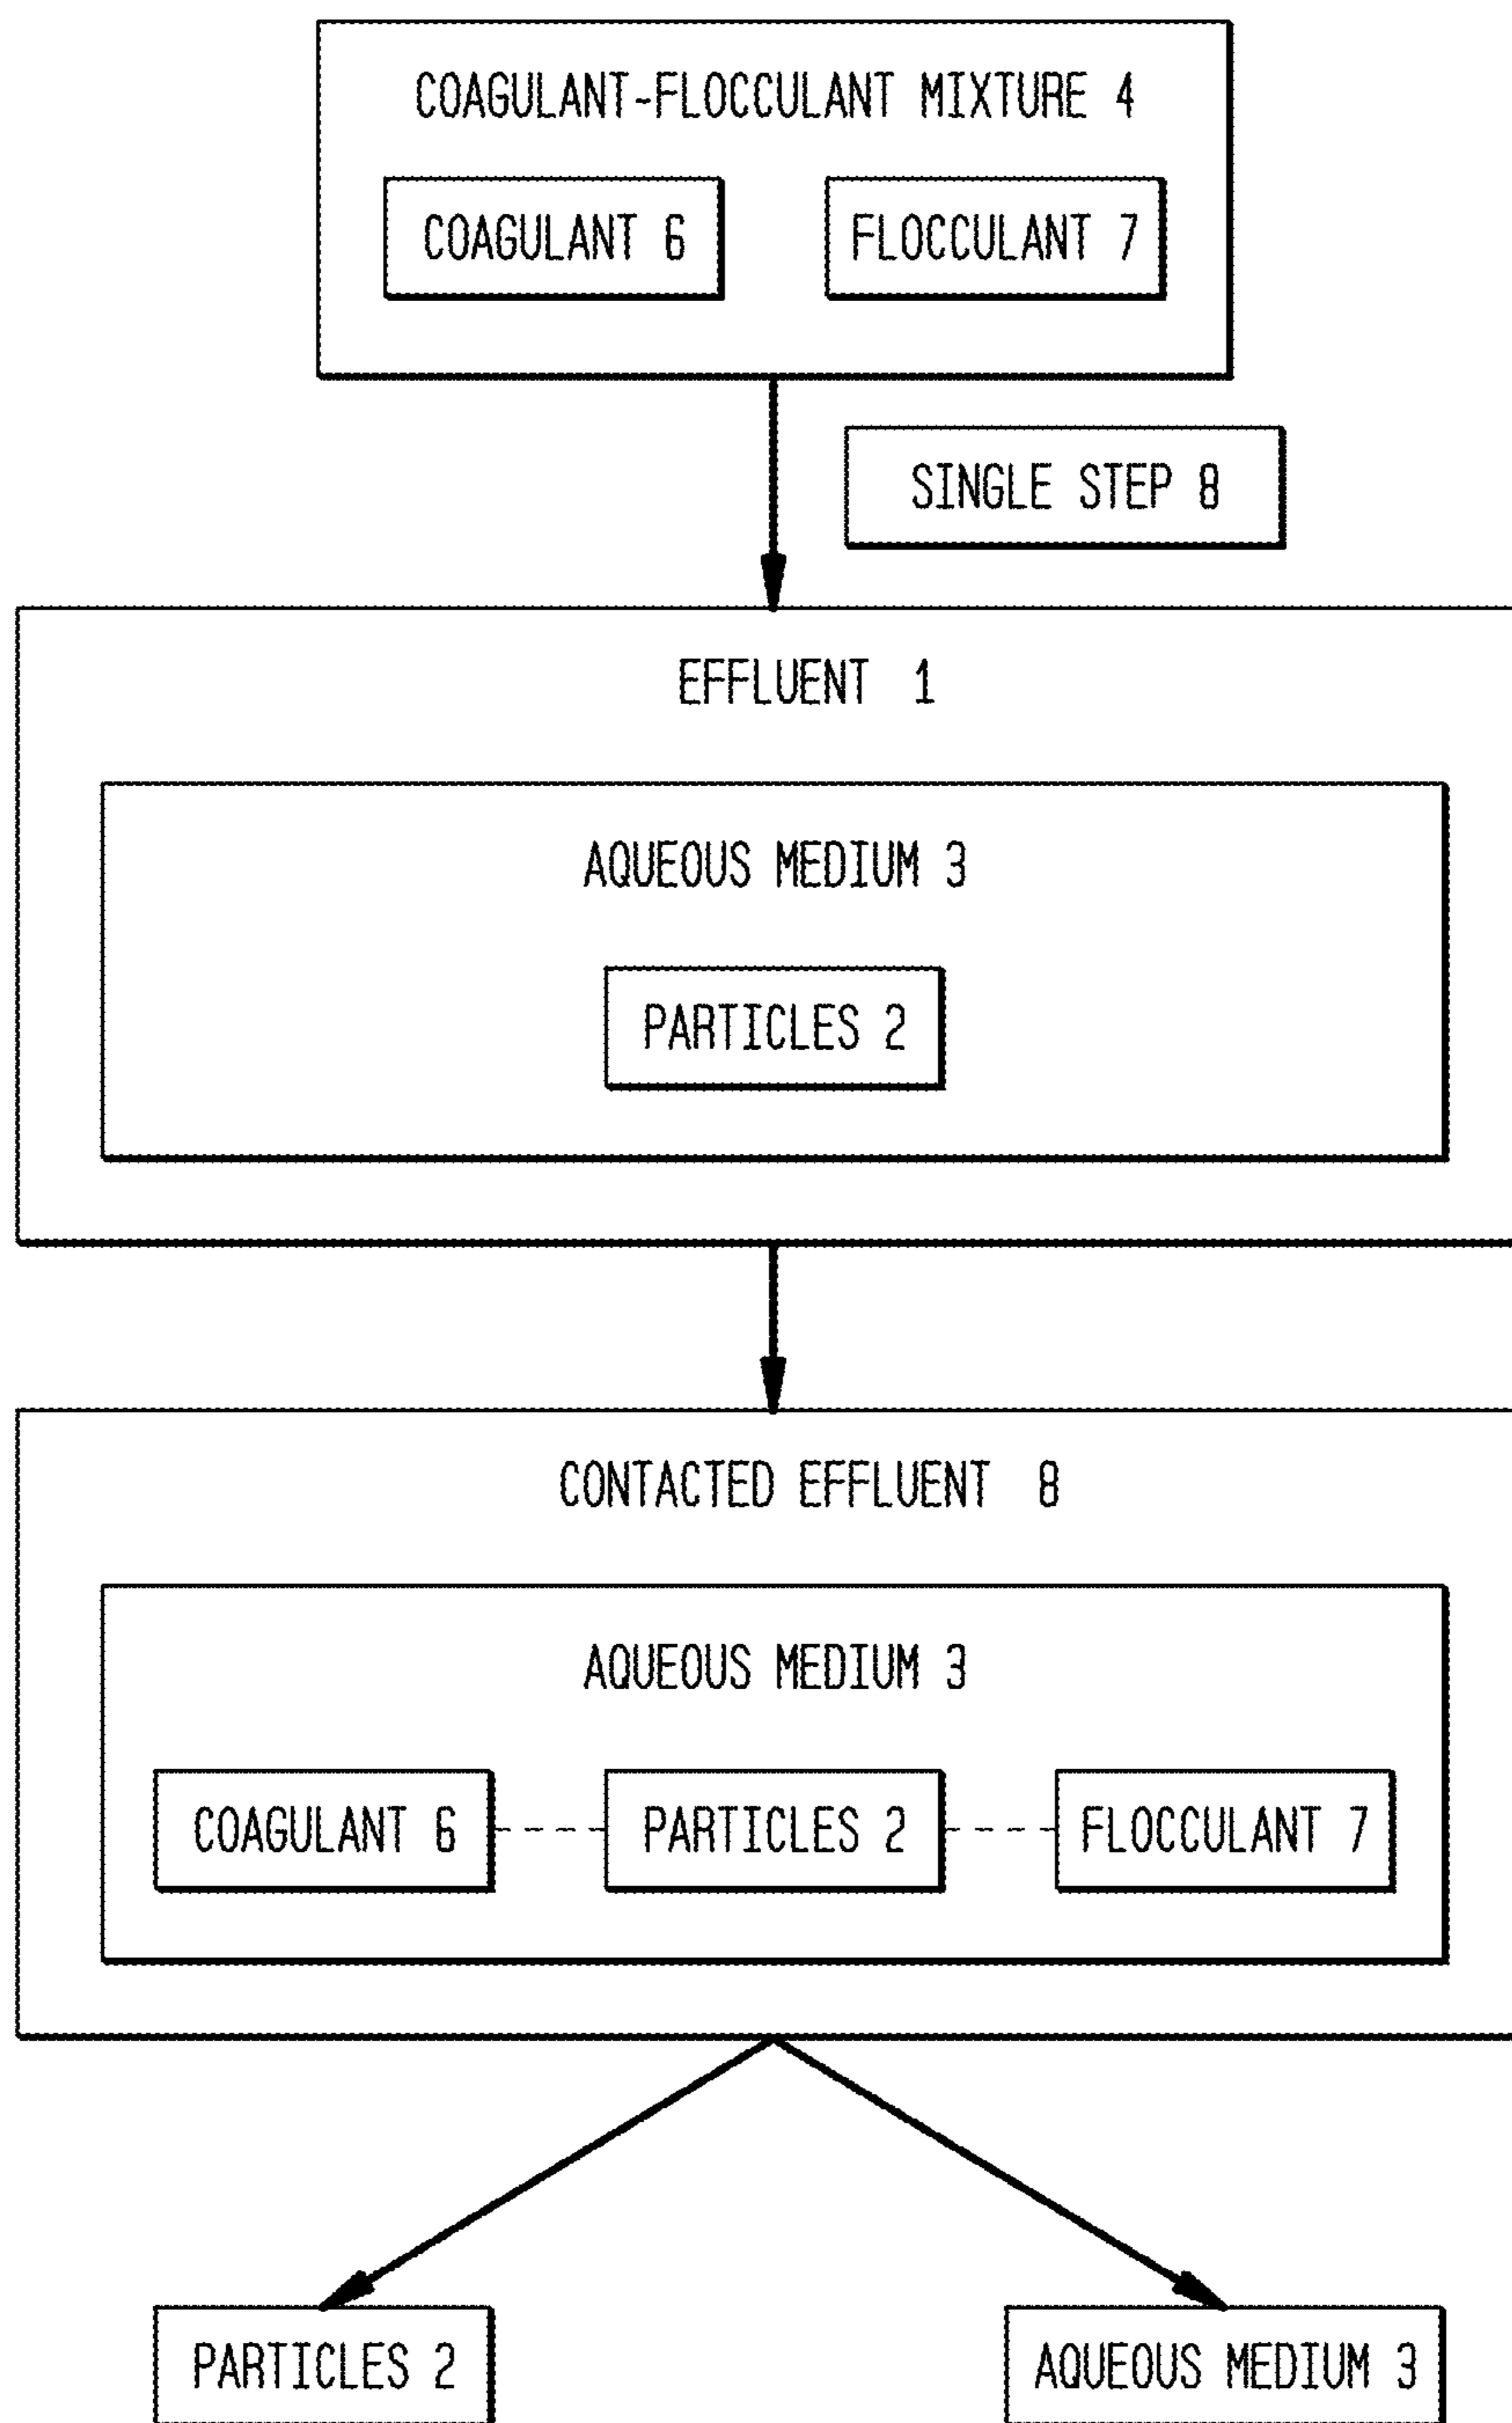 COAGULANT-FLOCCULANT MIXTURE 4
COAGULANT 6 FLOCCULANT 7
SINGLE STEP 8
EFFLUENT 1
AQUEOUS MEDIUM 3
PARTICLES 2
CONTACTED EFFLUENT 8
AQUEOUS MEDIUM 3
COAGULANT 6 PARTICLES 2 FLOCCULANT 7
PARTICLES 2 AQUEOUS MEDIUM 3